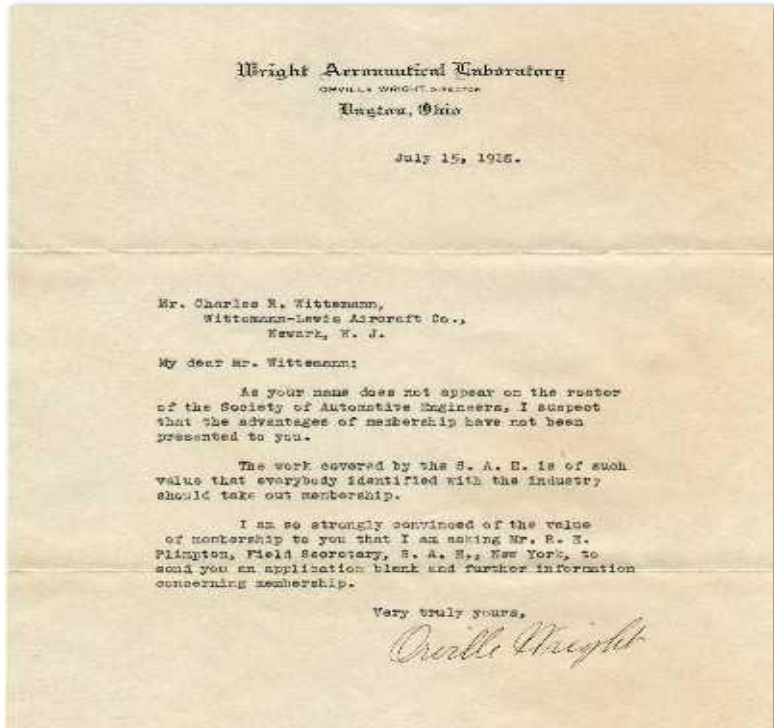 Wright Aeronautical Laboratory
ORVILLE WRIGHT, DIRECTOR
Dayton, Ohio
July 15,
Mr. Charles R. Wittemann,
Wittemann-Lewis Aircraft Co.,
Newark, N. J.
My dear Mr. Wittemann:
As your name does not appear on the roster
of the Society of Automotive Engineers, I suspect
that the advantages of membership have not been
presented to you.
The work covered by the S. A. E. is of such
value that everybody identified with the industry
should take out membership.
I am so strongly convinced of the value
of membership to you that I am asking Mr. R. E.
Plimpton, Field Secretary, S. A. E., New York, to
send you an application blank and further information
concerning membership.
Very truly yours,
Orville Wright